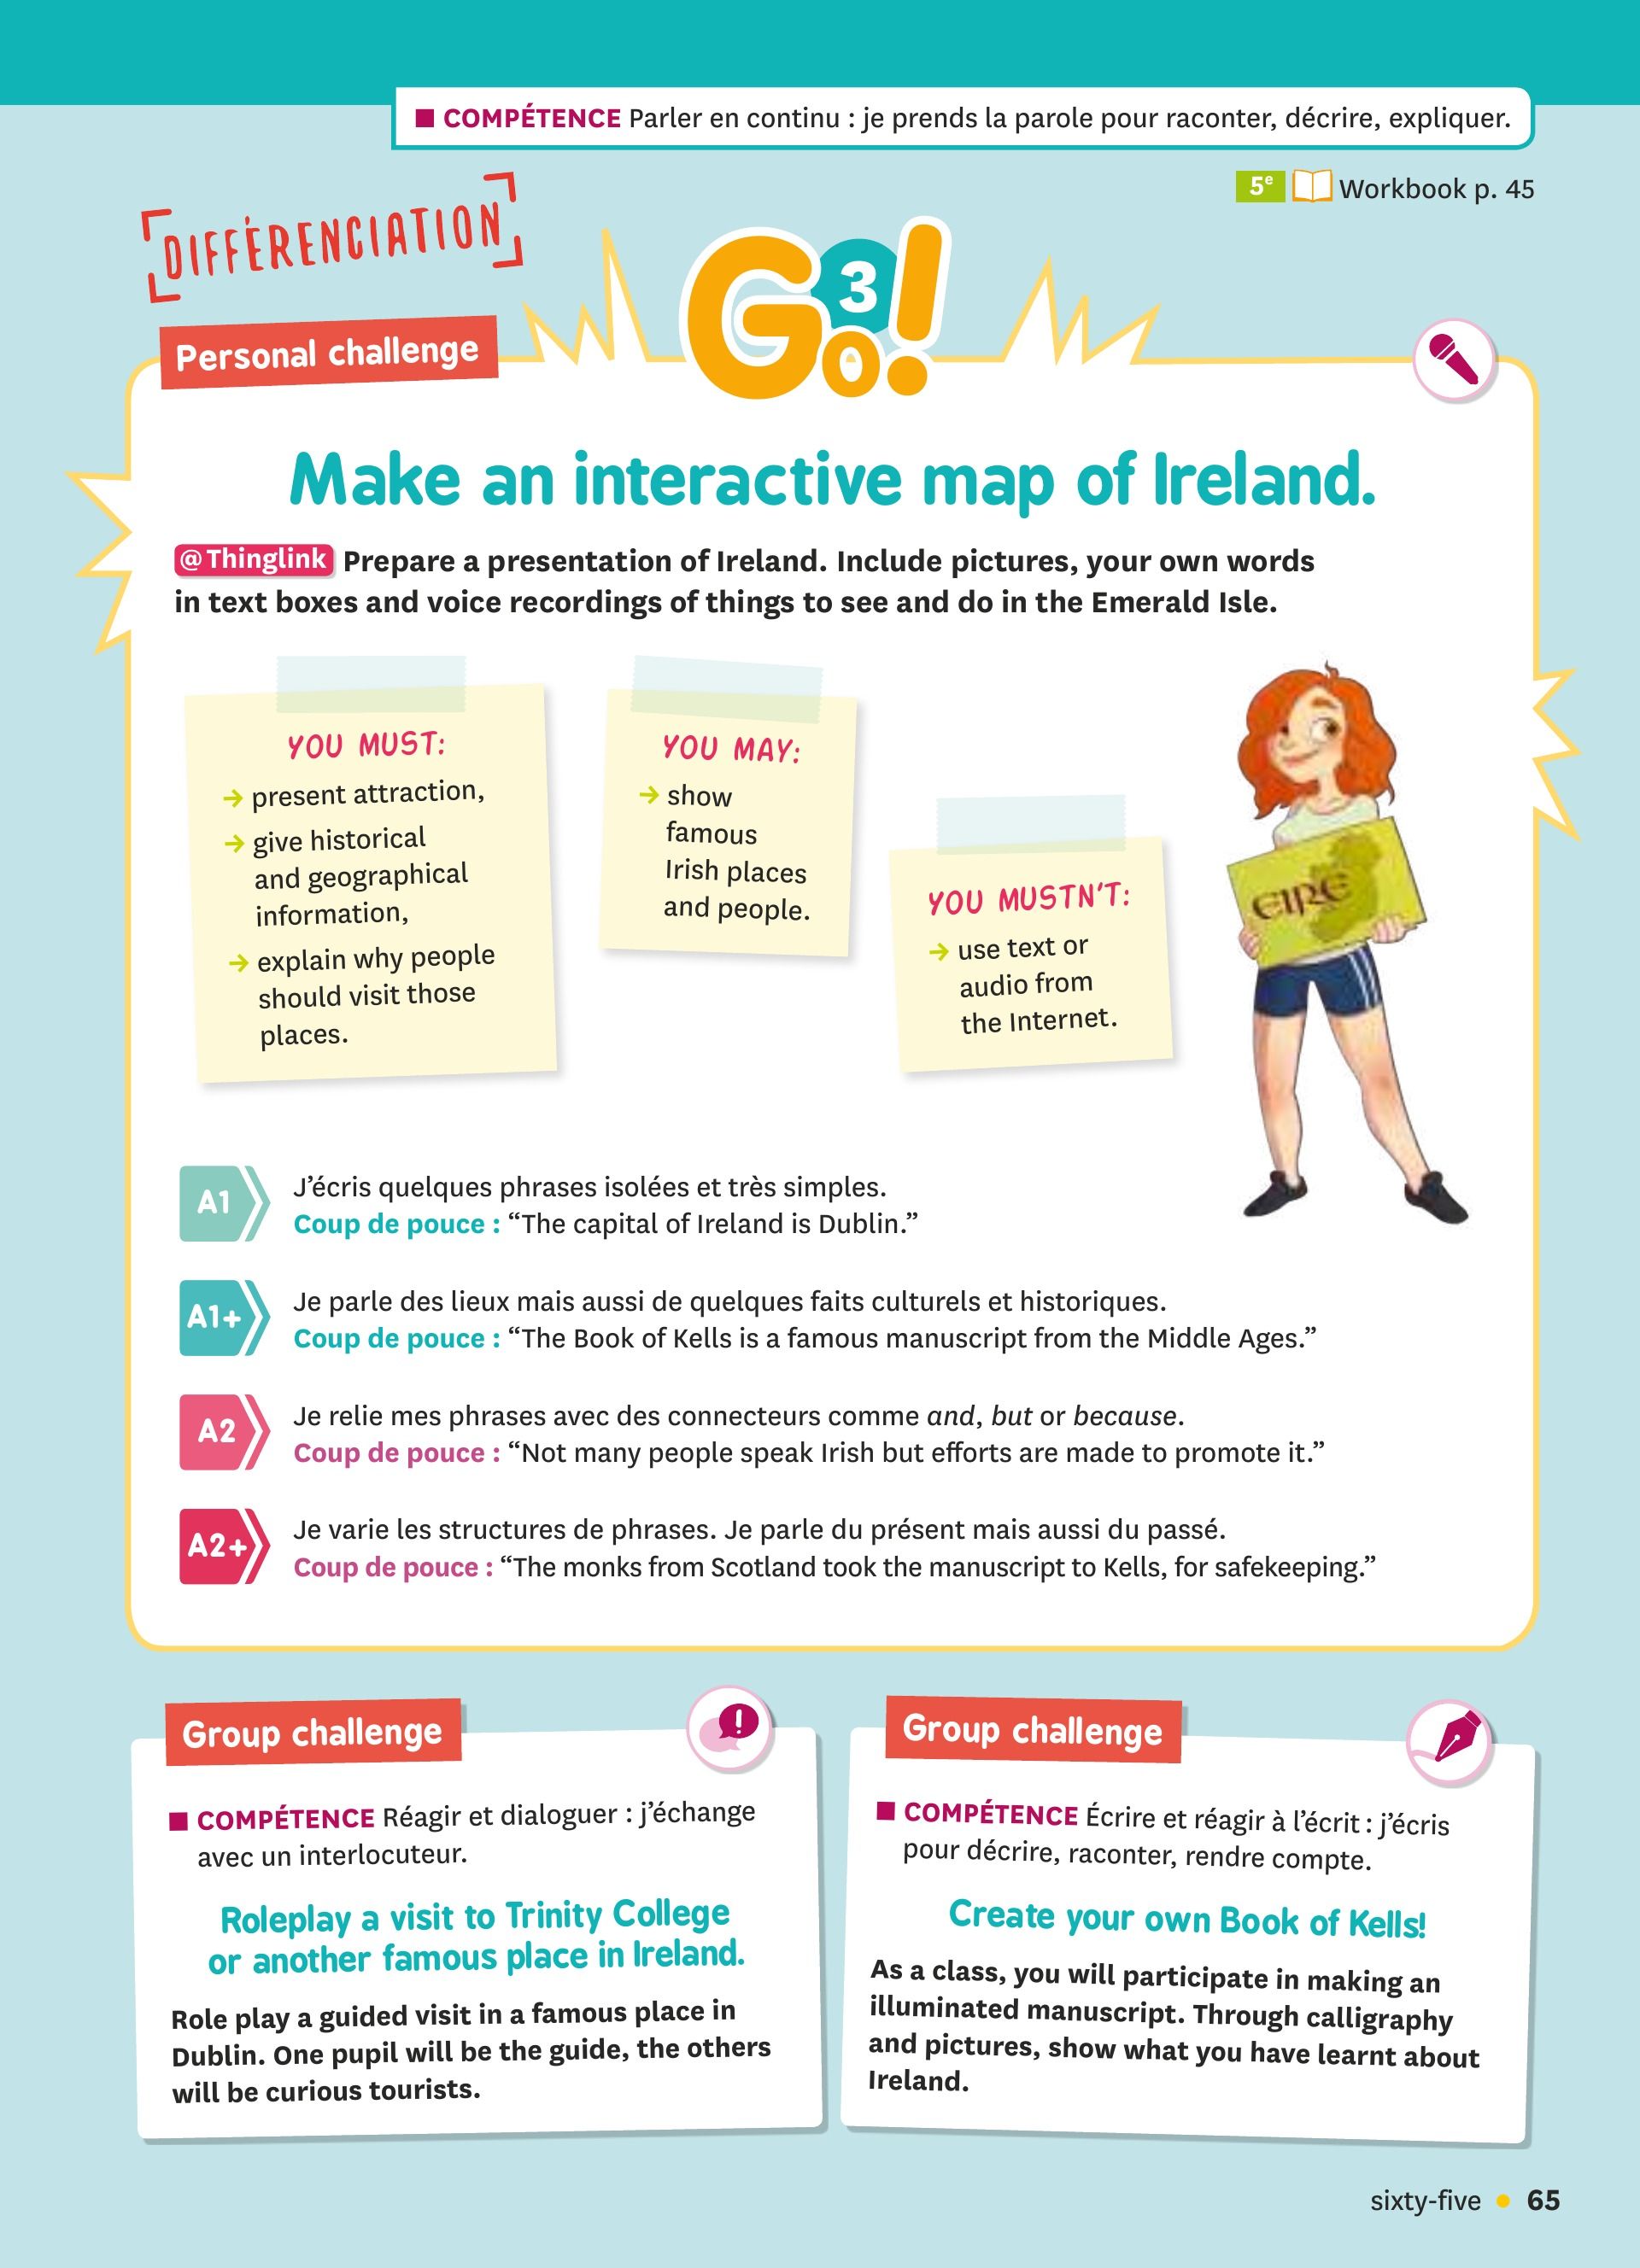 ■ COMPÉTENCE Parler en continu : je prends la parole pour raconter, décrire, expliquer.
5e Workbook p. 45
DIFFÉRENCIATION
Go! 3
Personal challenge
Make an interactive map of Ireland.
@Thinglink Prepare a presentation of Ireland. Include pictures, your own words
in text boxes and voice recordings of things to see and do in the Emerald Isle.
YOU MUST:
→ present attraction,
→ give historical
and geographical
information,
→ explain why people
should visit those
places.
YOU MAY:
→ show
famous
Irish places
and people.
YOU MUSTN'T:
→ use text or
audio from
the Internet.
EIRE
A1
J'écris quelques phrases isolées et très simples.
Coup de pouce : “The capital of Ireland is Dublin.”
A1+
Je parle des lieux mais aussi de quelques faits culturels et historiques.
Coup de pouce : “The Book of Kells is a famous manuscript from the Middle Ages.”
A2
Je relie mes phrases avec des connecteurs comme and, but or because.
Coup de pouce : “Not many people speak Irish but efforts are made to promote it.”
A2+
Je varie les structures de phrases. Je parle du présent mais aussi du passé.
Coup de pouce : “The monks from Scotland took the manuscript to Kells, for safekeeping.”
Group challenge
■ COMPÉTENCE Réagir et dialoguer : j'échange
avec un interlocuteur.
Roleplay a visit to Trinity College
or another famous place in Ireland.
Role play a guided visit in a famous place in
Dublin. One pupil will be the guide, the others
will be curious tourists.
Group challenge
■ COMPÉTENCE Écrire et réagir à l'écrit : j'écris
pour décrire, raconter, rendre compte.
Create your own Book of Kells!
As a class, you will participate in making an
illuminated manuscript. Through calligraphy
and pictures, show what you have learnt about
Ireland.
sixty-five • 65